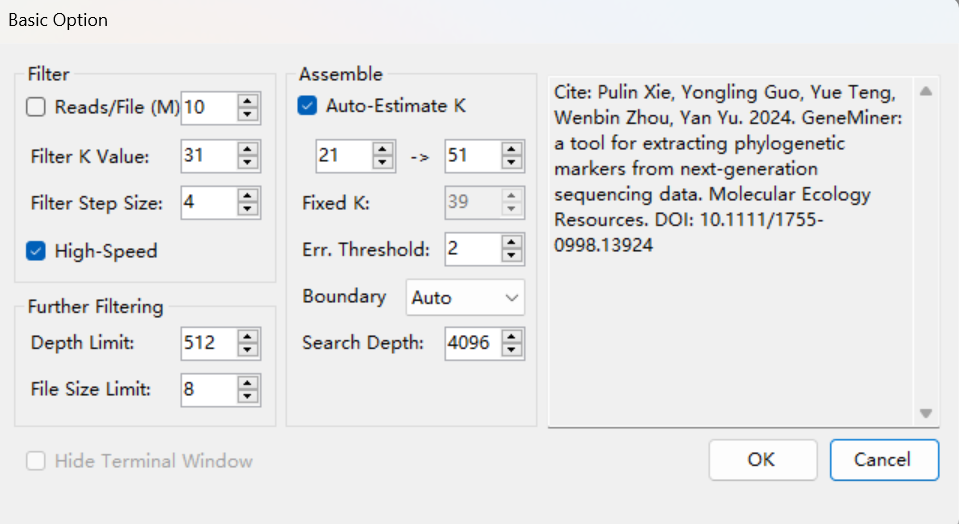 Basic Option
Filter
Reads/File (M) 10
Filter K Value: 31
Filter Step Size: 4
High-Speed
Further Filtering
Depth Limit: 512
File Size Limit: 8
Hide Terminal Window
Assemble
Auto-Estimate K
21 -> 51
Fixed K: 39
Err. Threshold: 2
Boundary Auto
Search Depth: 4096
Cite: Pulin Xie, Yongling Guo, Yue Teng,
Wenbin Zhou, Yan Yu. 2024. GeneMiner:
a tool for extracting phylogenetic
markers from next-generation
sequencing data. Molecular Ecology
Resources. DOI: 10.1111/1755-
0998.13924
OK
Cancel